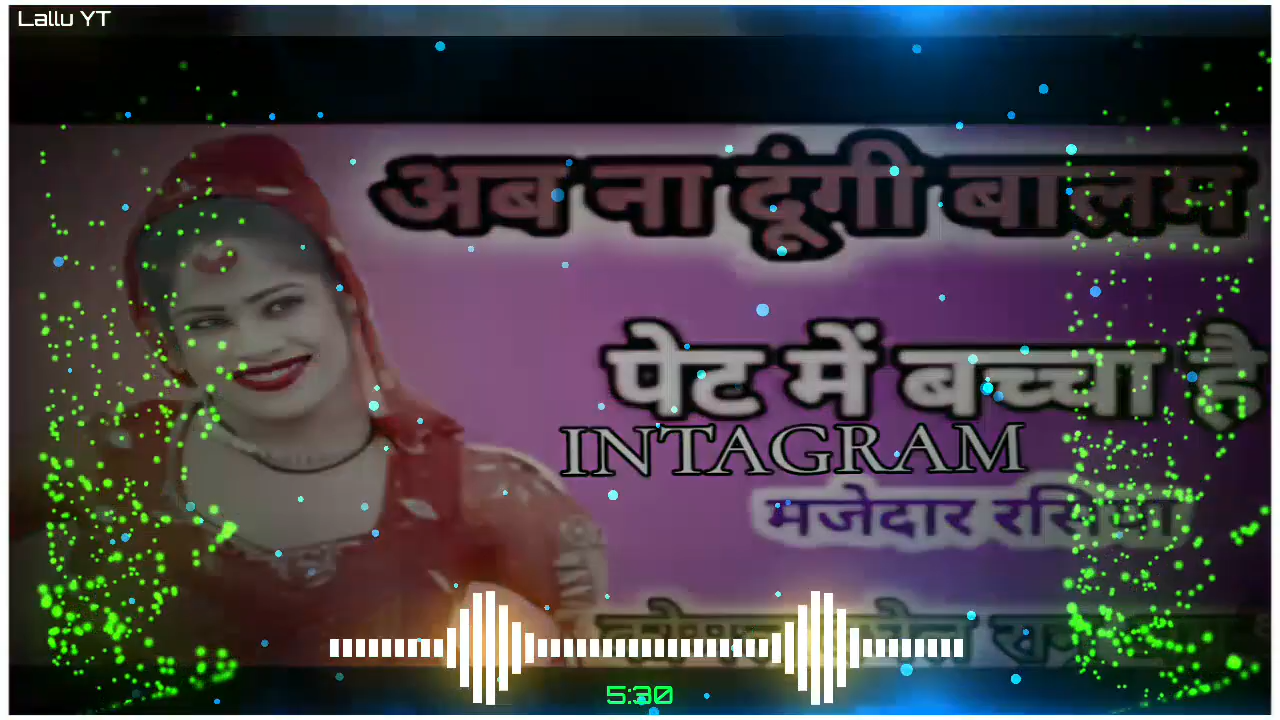 Lallu YT
अब ना दूंगी बालम
पेट में बच्चा है
INTAGRAM
मजेदार रसिया
5:30